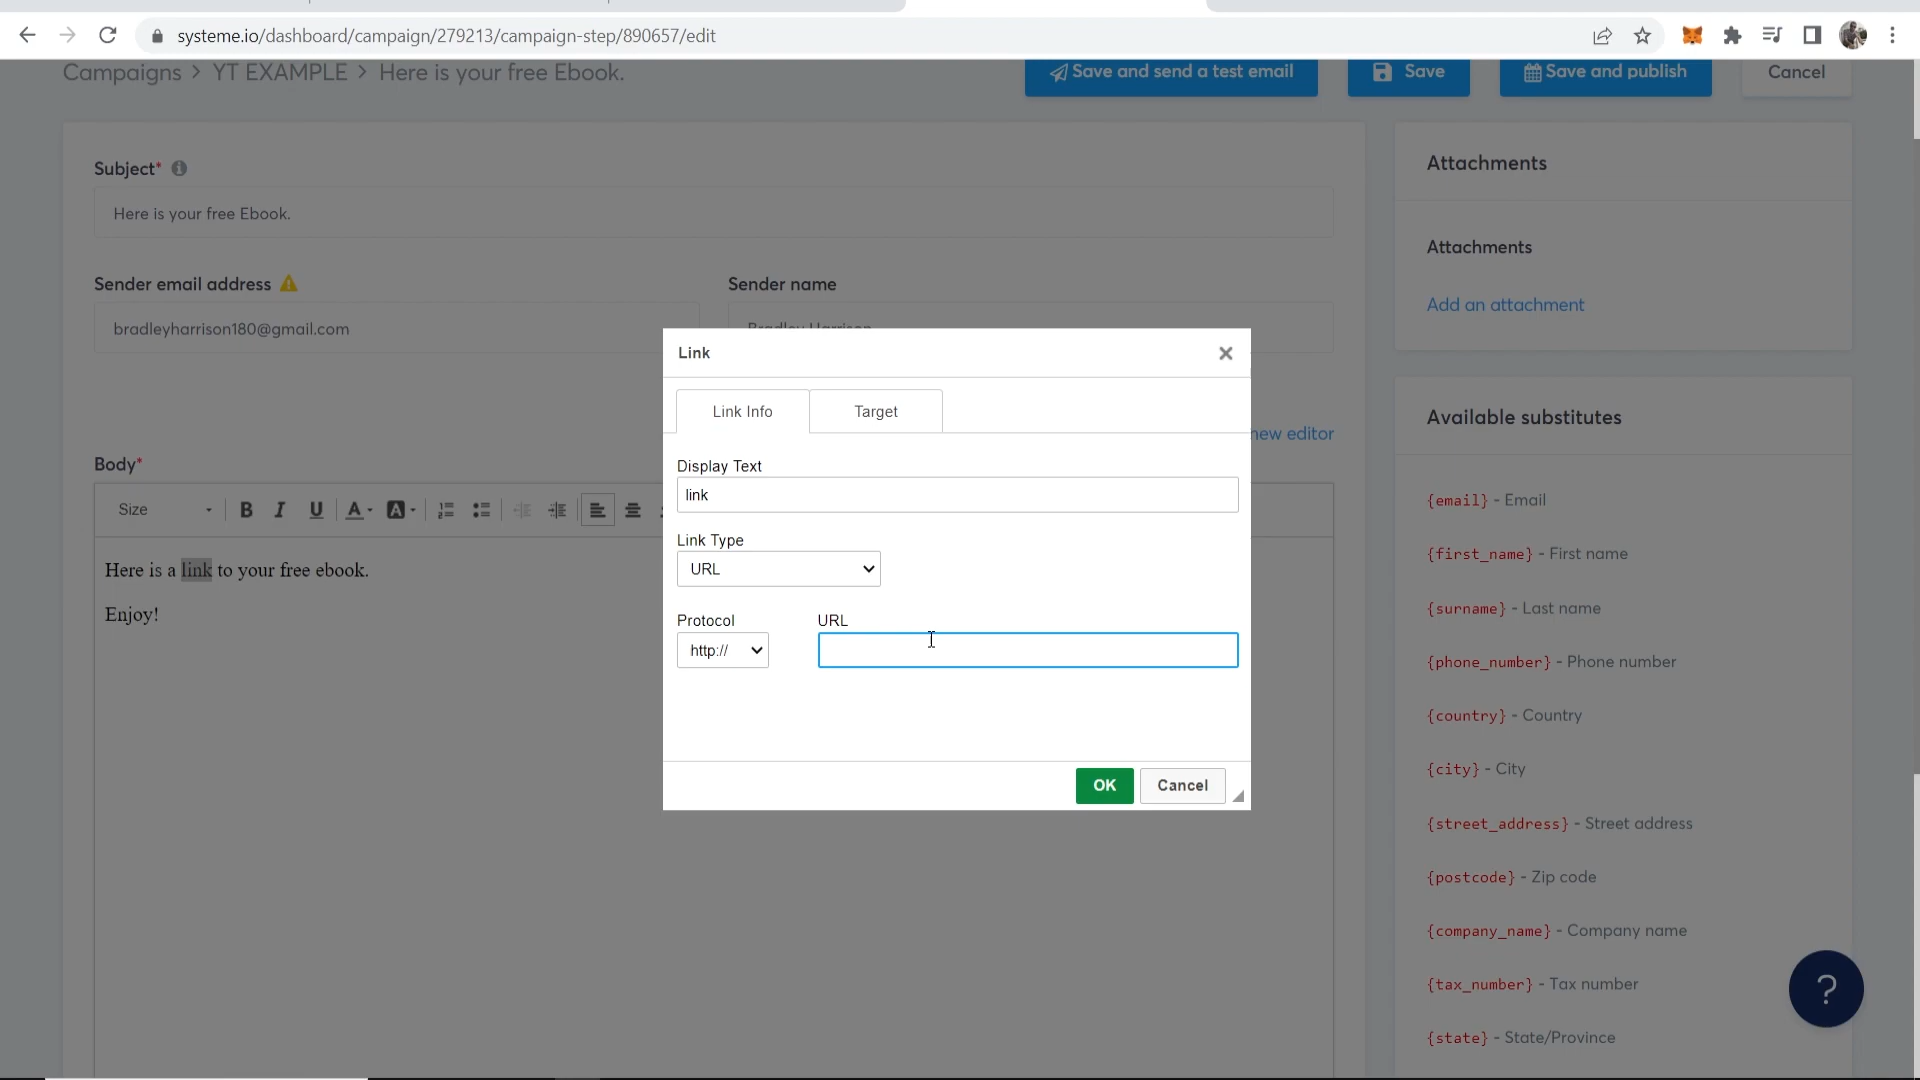 systeme.io/dashboard/campaign/279213/campaign-step/890657/edit
Campaigns > YT EXAMPLE > Here is your free Ebook.
Save and send a test email
Save
Save and publish
Cancel
Subject*
Here is your free Ebook.
Sender email address
Sender name
bradleyharrison180@gmail.com
Bradley Harrison
new editor
Body*
Size
B I U A A
Here is a link to your free ebook.
Enjoy!
Link
Link Info
Target
Display Text
link
Link Type
URL
Protocol
URL
http://
OK
Cancel
Attachments
Attachments
Add an attachment
Available substitutes
{email} - Email
{first_name} - First name
{surname} - Last name
{phone_number} - Phone number
{country} - Country
{city} - City
{street_address} - Street address
{postcode} - Zip code
{company_name} - Company name
{tax_number} - Tax number
{state} - State/Province
?